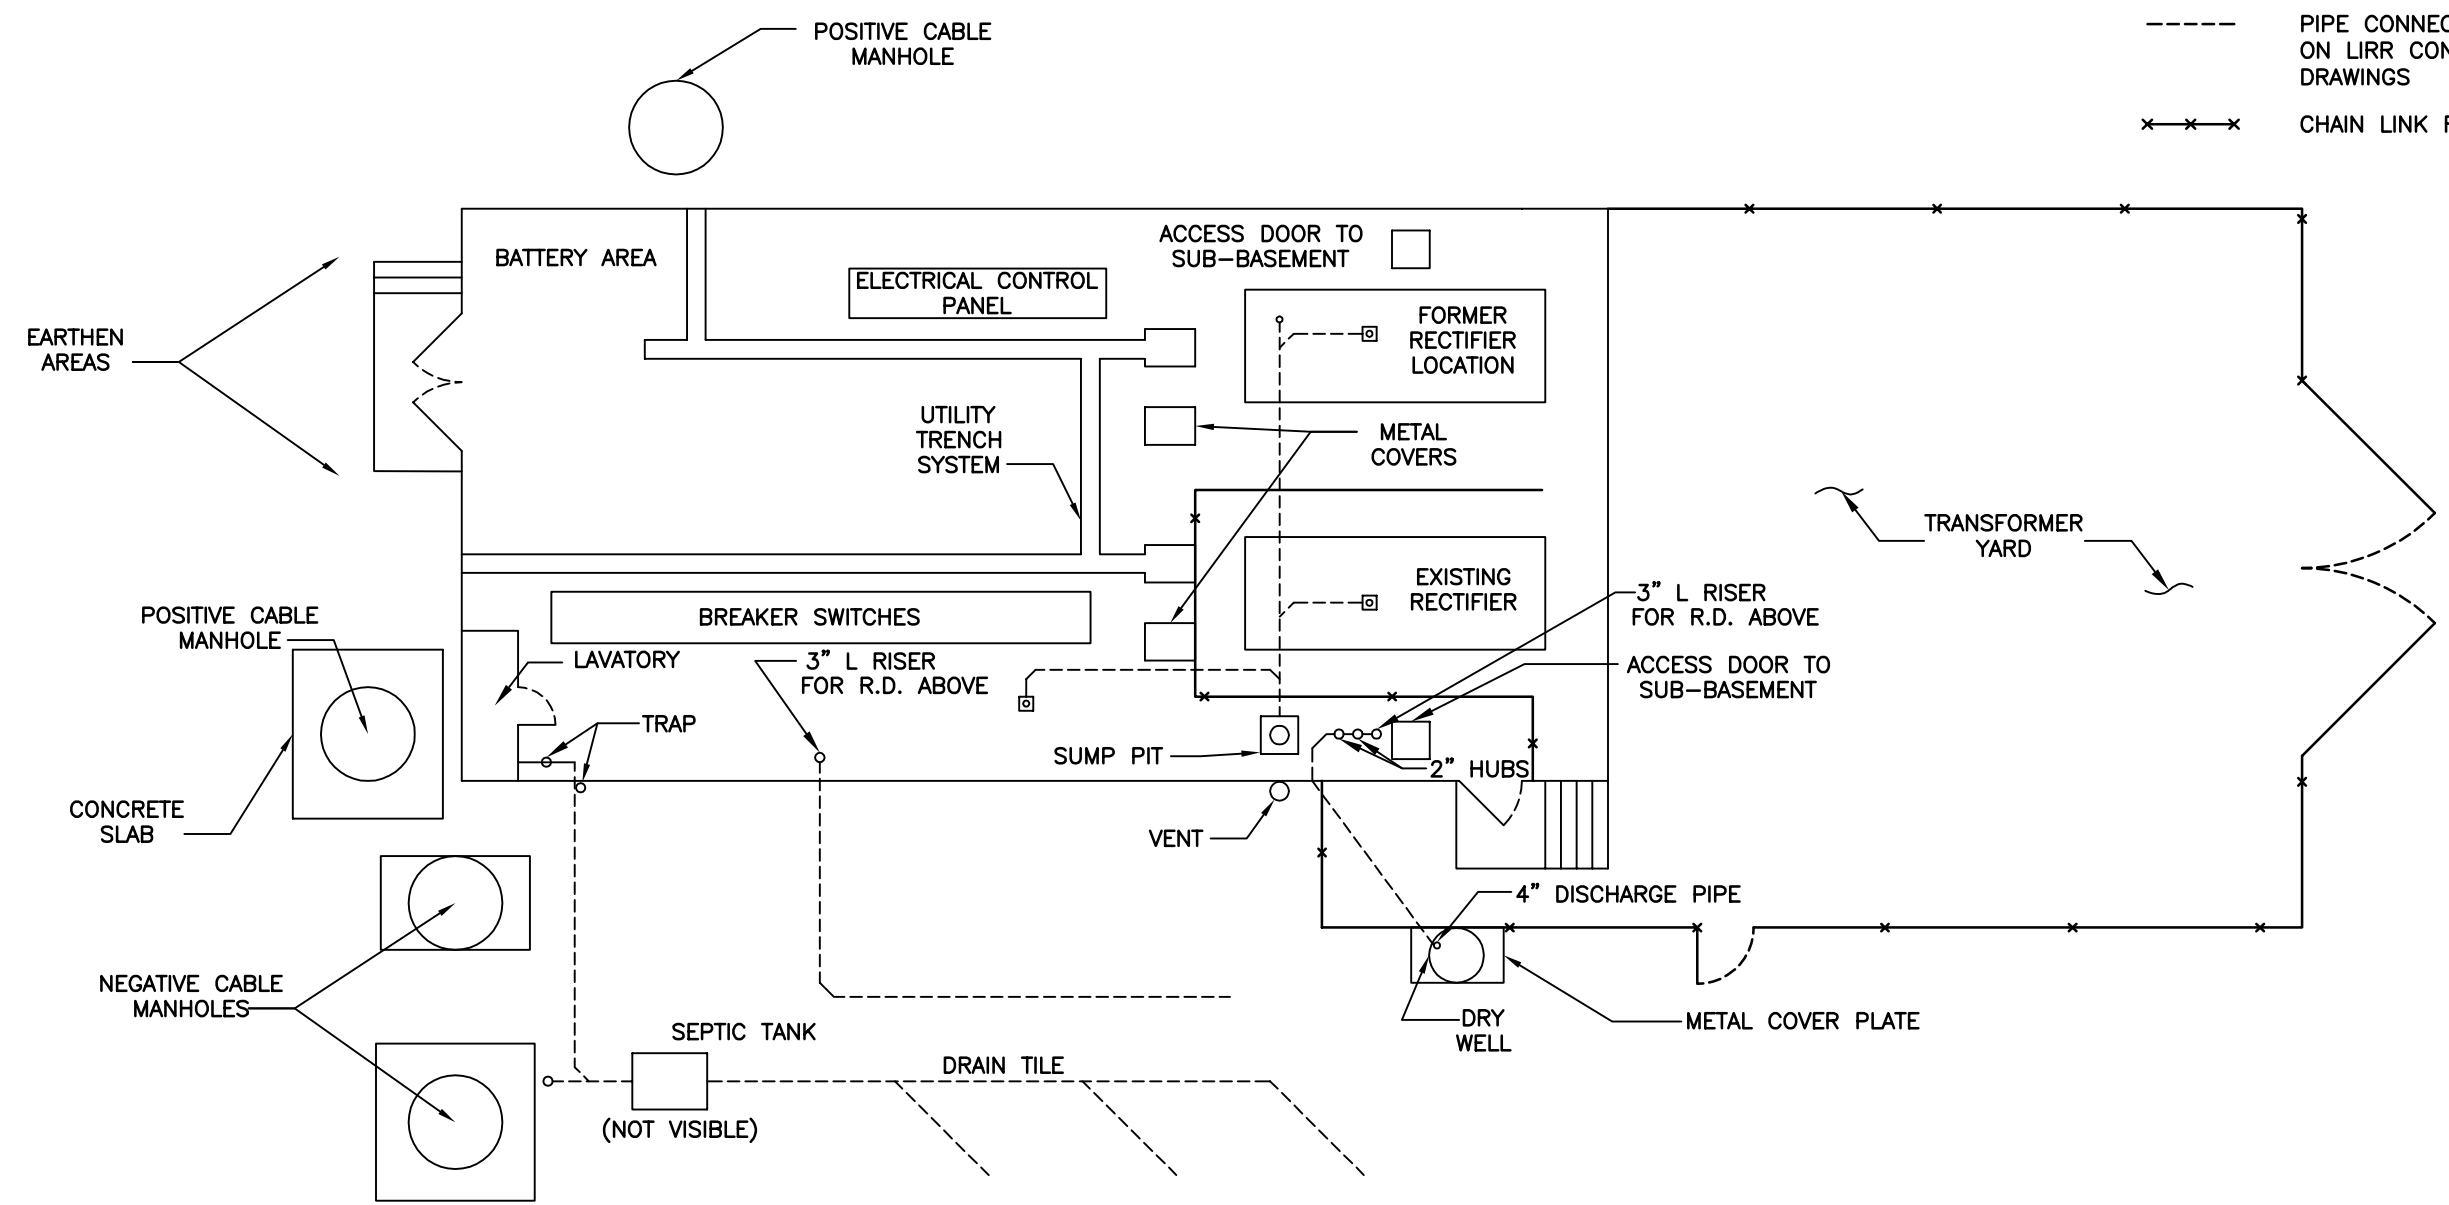 POSITIVE CABLE
MANHOLE
PIPE
ON LIRR
DRAWINGS
CHAIN LINK
BATTERY AREA
ELECTRICAL CONTROL
PANEL
ACCESS DOOR TO
SUB-BASEMENT
FORMER
RECTIFIER
LOCATION
EARTHEN
AREAS
UTILITY
TRENCH
SYSTEM
METAL
COVERS
TRANSFORMER
YARD
EXISTING
RECTIFIER
3" L RISER
FOR R.D. ABOVE
POSITIVE CABLE
MANHOLE
BREAKER SWITCHES
LAVATORY
3" L RISER
FOR R.D. ABOVE
ACCESS DOOR TO
SUB-BASEMENT
TRAP
SUMP PIT
2" HUBS
CONCRETE
SLAB
VENT
4" DISCHARGE PIPE
NEGATIVE CABLE
MANHOLES
SEPTIC TANK
DRY
WELL
METAL COVER PLATE
DRAIN TILE
(NOT VISIBLE)